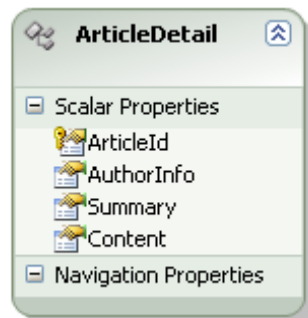 ArticleDetail
Scalar Properties
ArticleId
AuthorInfo
Summary
Content
Navigation Properties